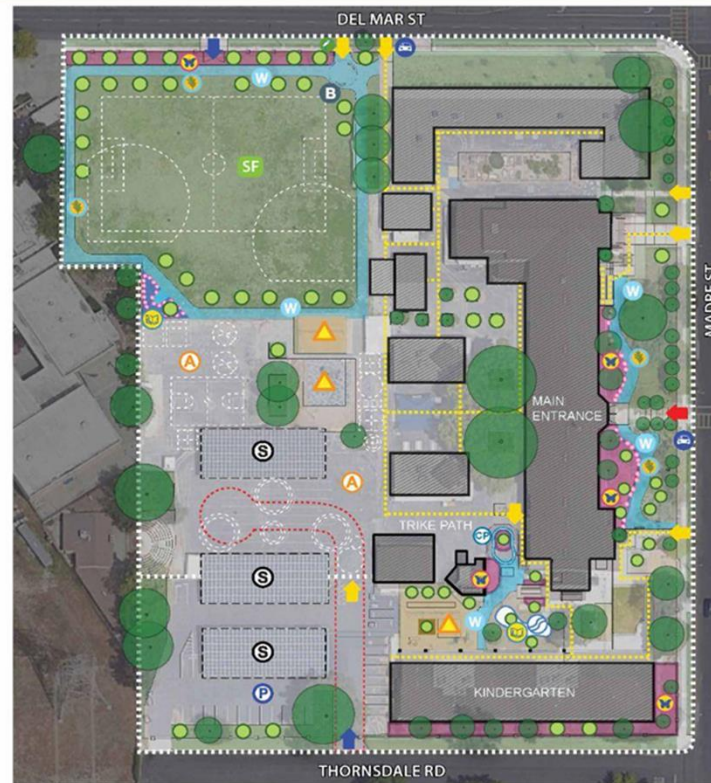 DEL MAR ST
W
B
SF
W
MADRE ST
W
A
S
MAIN
ENTRANCE
W
A
TRIKE PATH
CP
S
W
S
P
KINDERGARTEN
THORNSDALE RD